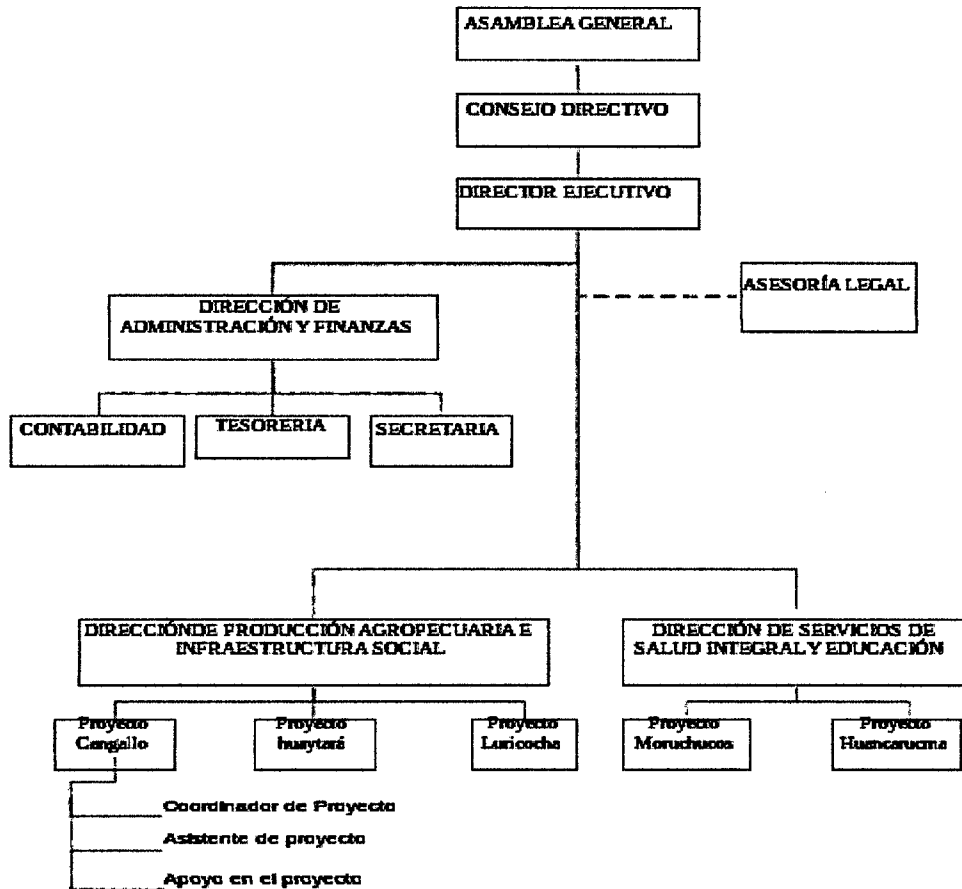 ASAMBLEA GENERAL
CONSEJO DIRECTIVO
DIRECTOR EJECUTIVO
ASESORÍA LEGAL
DIRECCIÓN DE
ADMINISTRACIÓN Y FINANZAS
CONTABILIDAD
TESORERIA
SECRETARIA
DIRECCIÓNDE PRODUCCIÓN AGROPECUARIA E
INFRAESTRUCTURA SOCIAL
DIRECCIÓN DE SERVICIOS DE
SALUD INTEGRAL Y EDUCACIÓN
Proyecto
Cangallo
Proyecto
huaytará
Proyecto
Luricocha
Proyecto
Moruchucos
Proyecto
Huancarucma
Coordinador de Proyecto
Asistente de proyecto
Apoyo en el proyecto